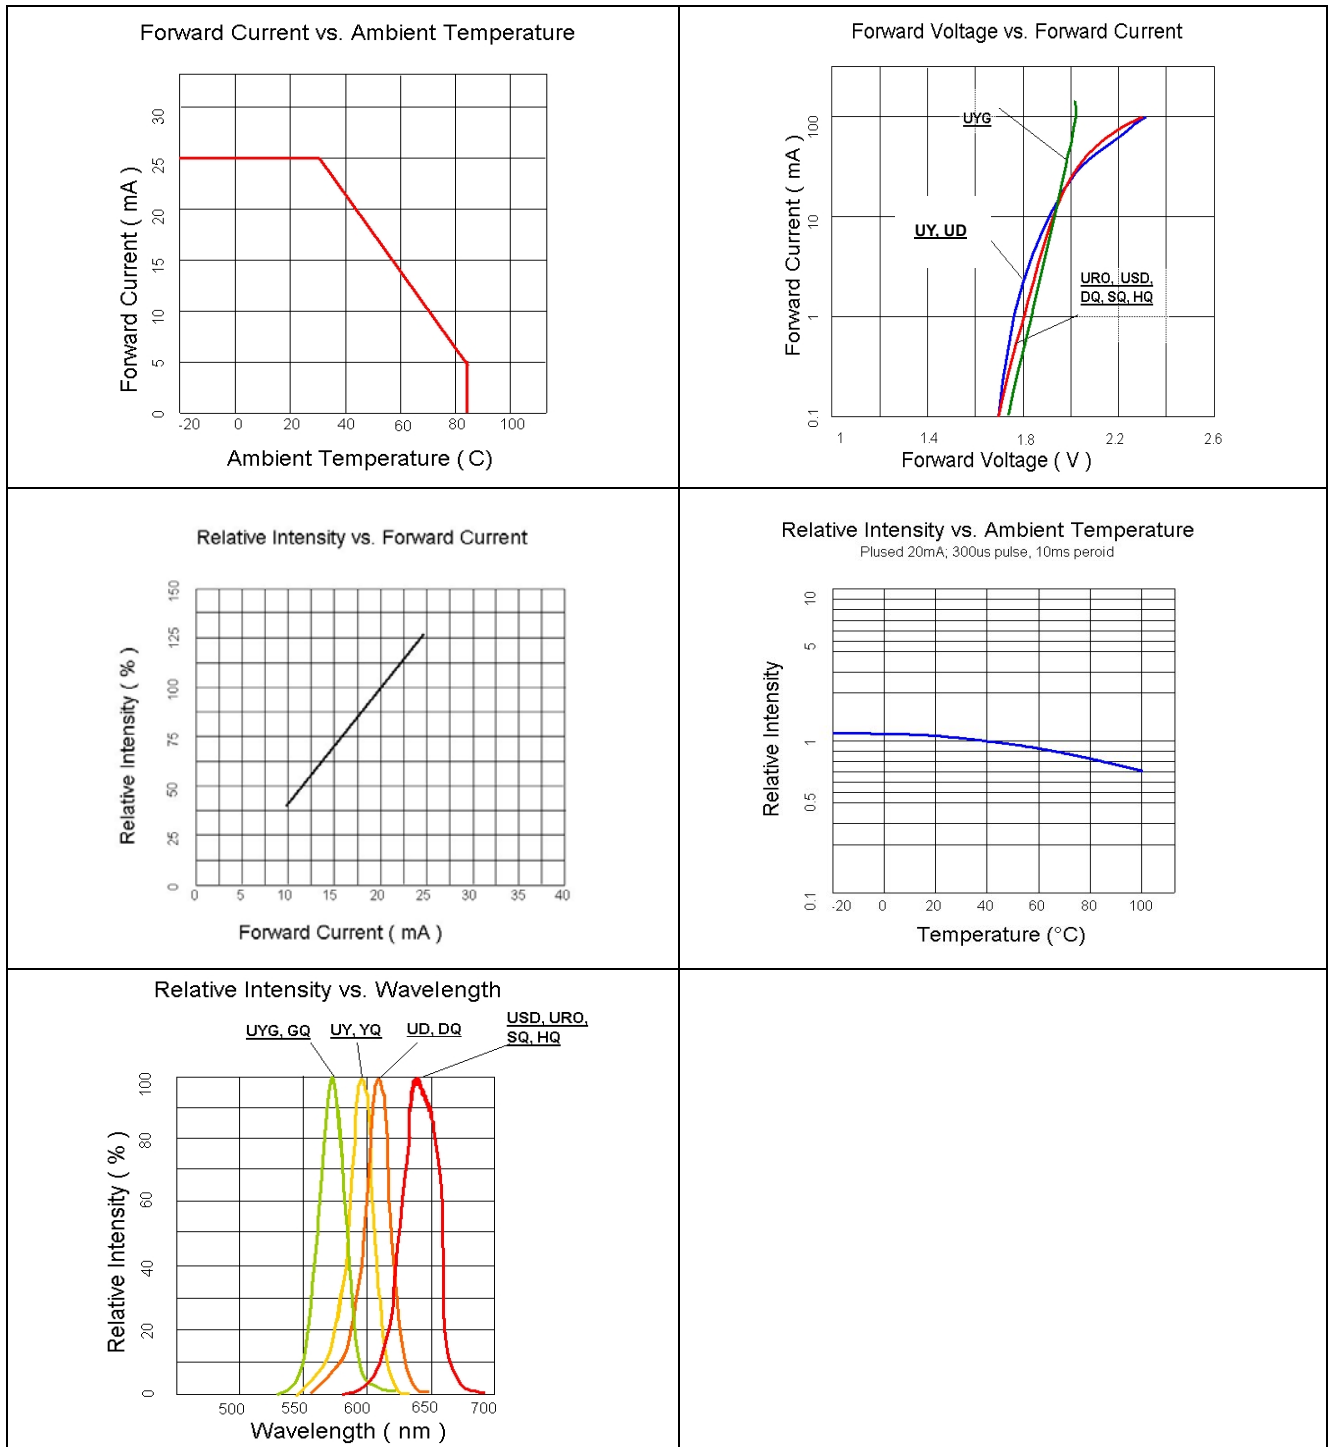 Forward Current vs. Ambient Temperature
Forward Current ( mA )
30
25
20
15
10
5
0
-20 0 20 40 60 80 100
Ambient Temperature ( C)
Forward Voltage vs. Forward Current
Forward Current ( mA )
100
10
1
0.1
UYG
UY, UD
URO, USD,
DQ, SQ, HQ
1 1.4 1.8 2.2 2.6
Forward Voltage ( V )
Relative Intensity vs. Forward Current
Relative Intensity ( % )
150
125
100
75
50
25
0
0 5 10 15 20 25 30 35 40
Forward Current ( mA )
Relative Intensity vs. Ambient Temperature
Plused 20mA; 300us pulse, 10ms peroid
Relative Intensity
10
5
1
0.5
0.1
-20 0 20 40 60 80 100
Temperature (°C)
Relative Intensity vs. Wavelength
UYG, GQ UY, YQ UD, DQ USD, URO,
SQ, HQ
Relative Intensity ( % )
100
80
60
40
20
0
500 550 600 650 700
Wavelength ( nm )